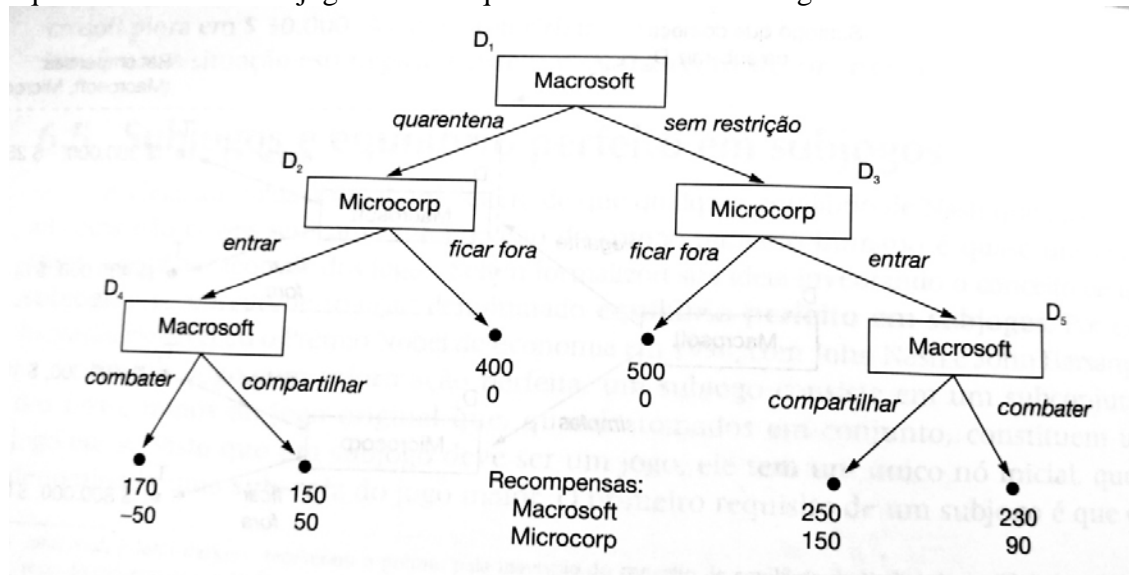 D1
Macrosoft
quarentena
sem restrição
D2
D3
Microcorp
Microcorp
entrar
ficar fora
ficar fora
entrar
D4
D5
Macrosoft
400
0
500
0
Macrosoft
combater
compartilhar
compartilhar
combater
170
–50
150
50
Recompensas:
Macrosoft
Microcorp
250
150
230
90